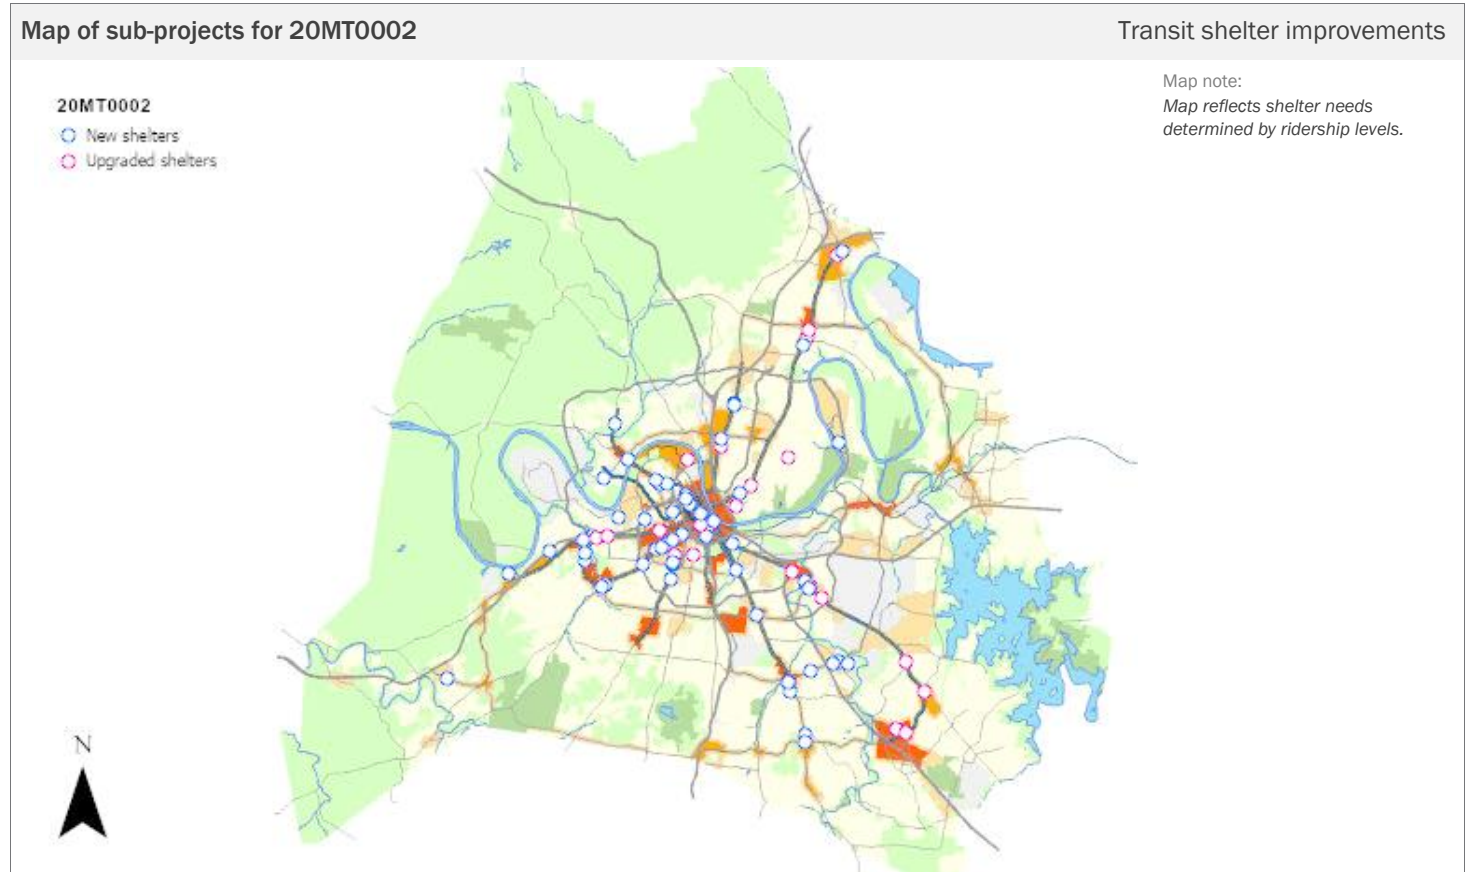 Map of sub-projects for 20MT0002
Transit shelter improvements
Map note:
Map reflects shelter needs
determined by ridership levels.
20MT0002
New shelters
Upgraded shelters
N